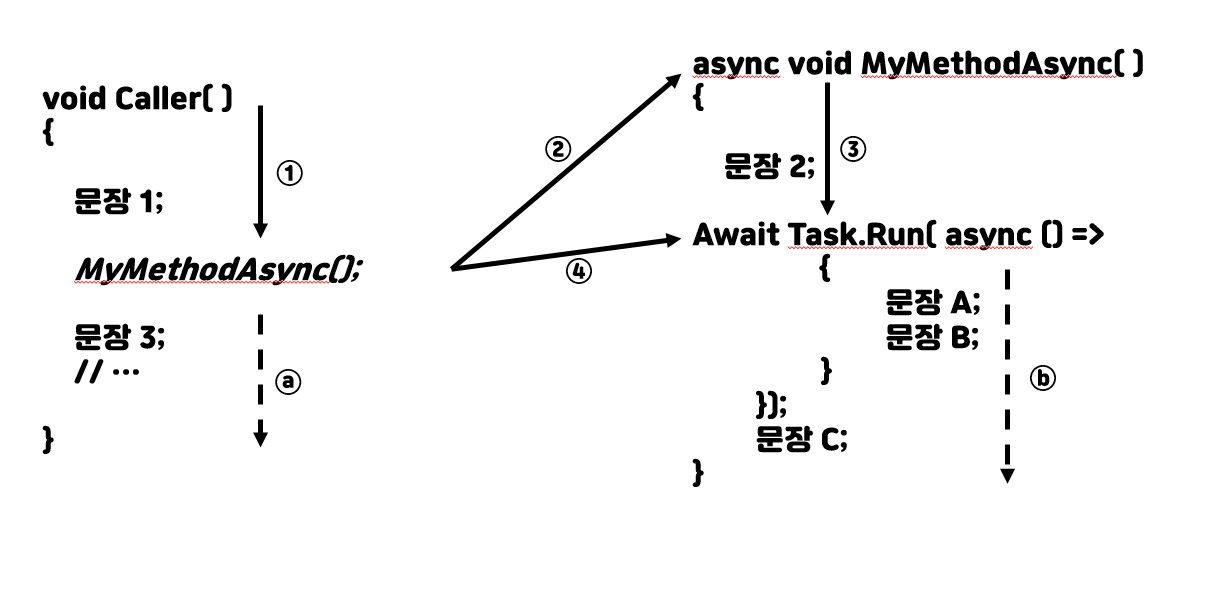 void Caller( )
{
①
문장 1;
MyMethodAsync();
문장 3;
// ···
ⓐ
}
②
④
async void MyMethodAsync( )
{
문장 2;
③
Await Task.Run( async () =>
{
문장 A;
문장 B;
}
ⓑ
});
문장 C;
}